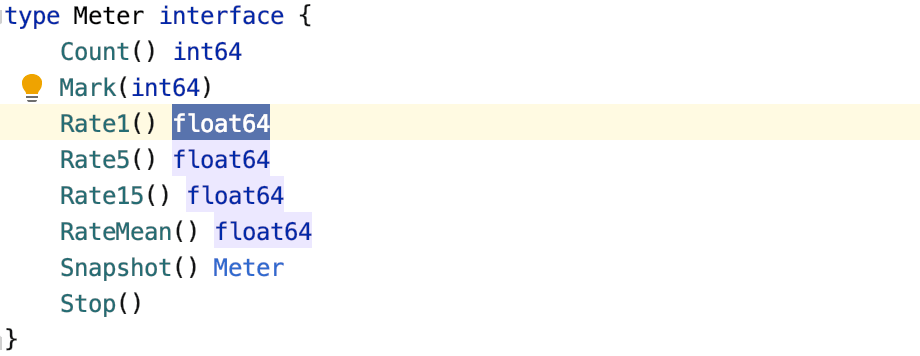 type Meter interface {
    Count() int64
    Mark(int64)
    Rate1() float64
    Rate5() float64
    Rate15() float64
    RateMean() float64
    Snapshot() Meter
    Stop()
}